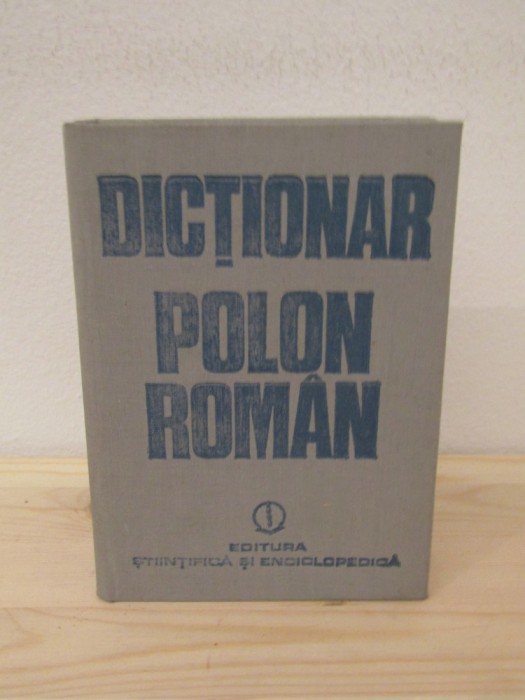 DICȚIONAR
POLON
ROMÂN
EDITURA
ȘTIINȚIFICĂ ȘI ENCICLOPEDICĂ